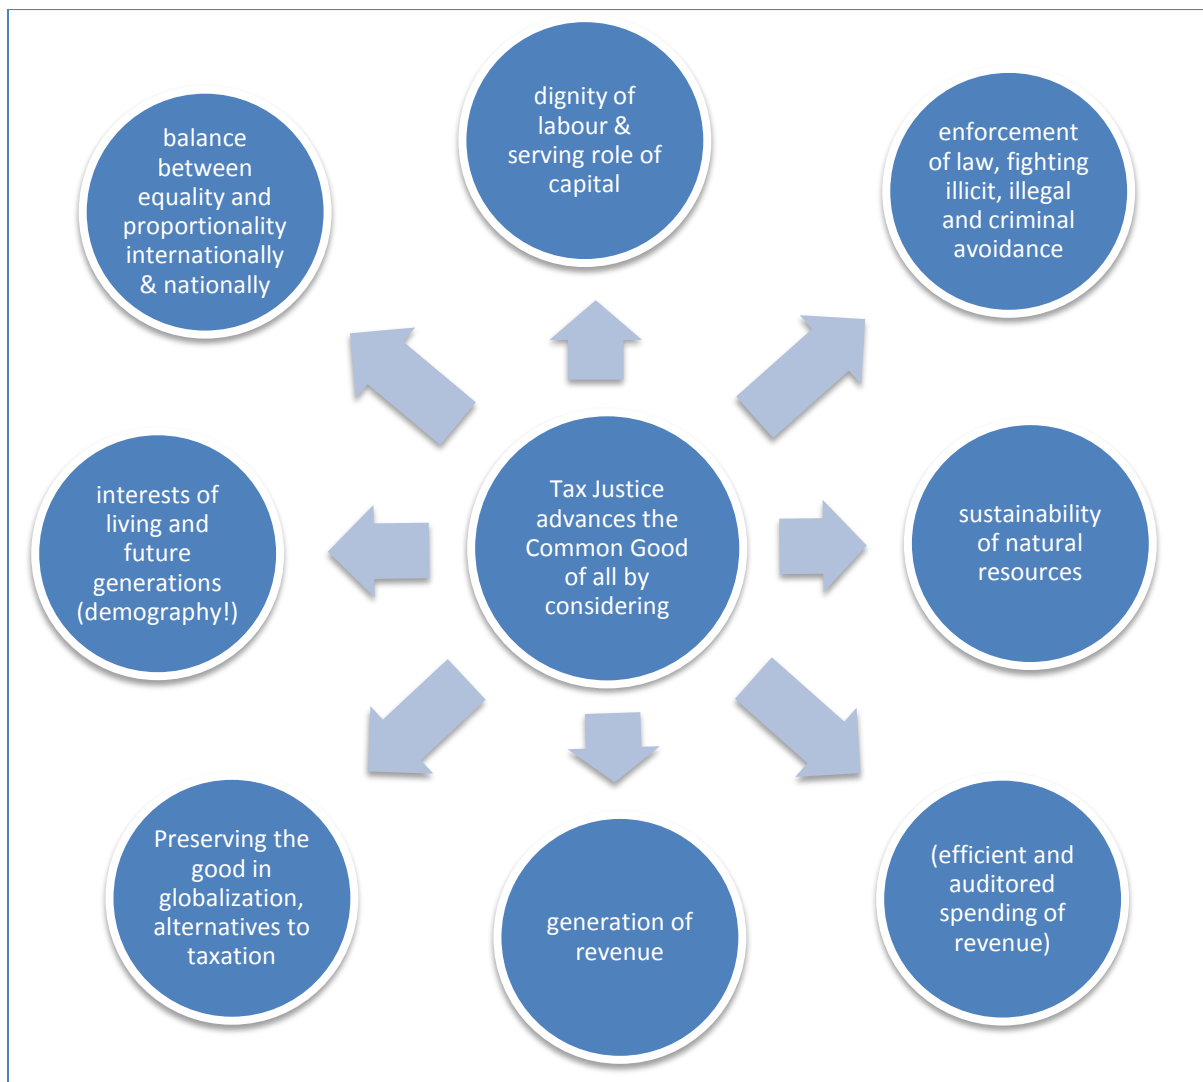 dignity of
labour &
serving role of
capital
enforcement
of law, fighting
illicit, illegal
and criminal
avoidance
sustainability
of natural
resources
(efficient and
auditored
spending of
revenue)
generation of
revenue
Preserving the
good in
globalization,
alternatives to
taxation
interests of
living and
future
generations
(demography!)
balance
between
equality and
proportionality
internationally
& nationally
Tax Justice
advances the
Common Good
of all by
considering